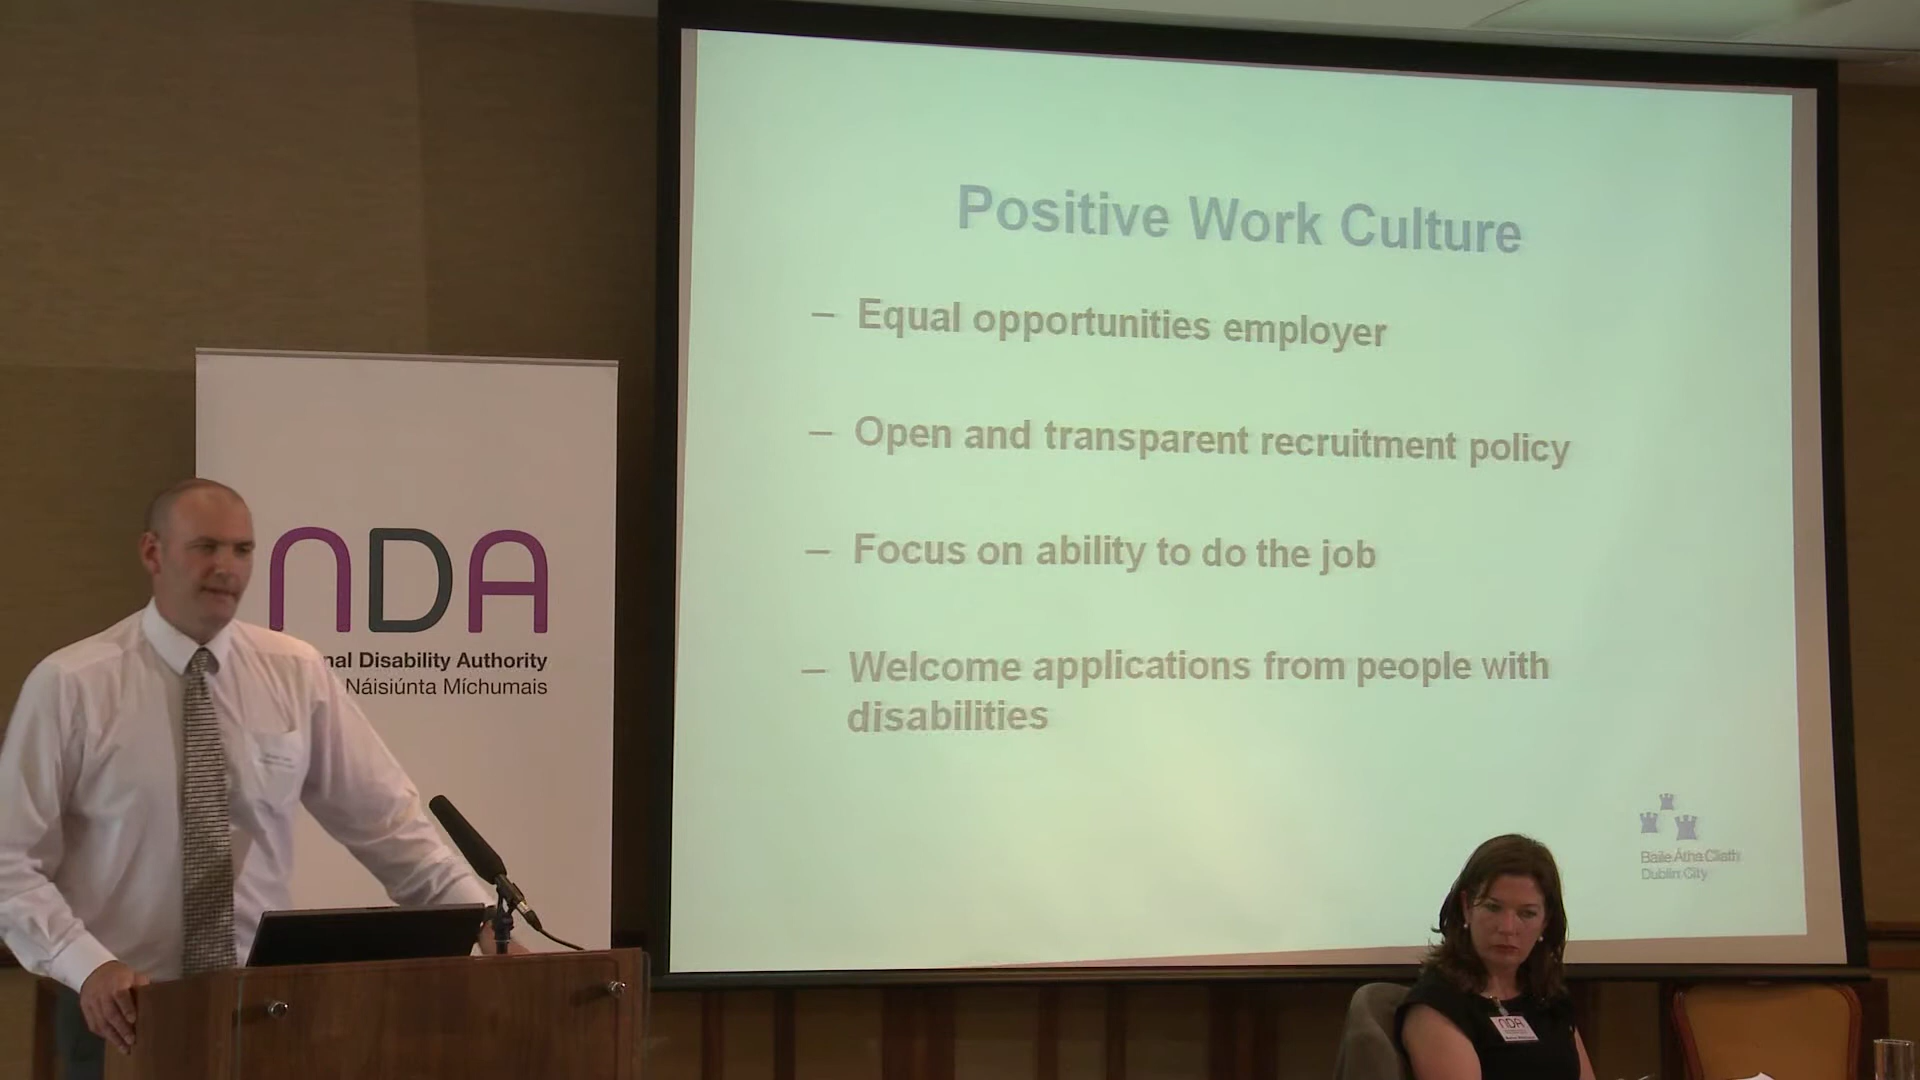 Positive Work Culture
– Equal opportunities employer
– Open and transparent recruitment policy
– Focus on ability to do the job
– Welcome applications from people with
disabilities
Baile Átha Cliath
Dublin City
NDA
nal Disability Authority
Náisiúnta Míchumais
NDA